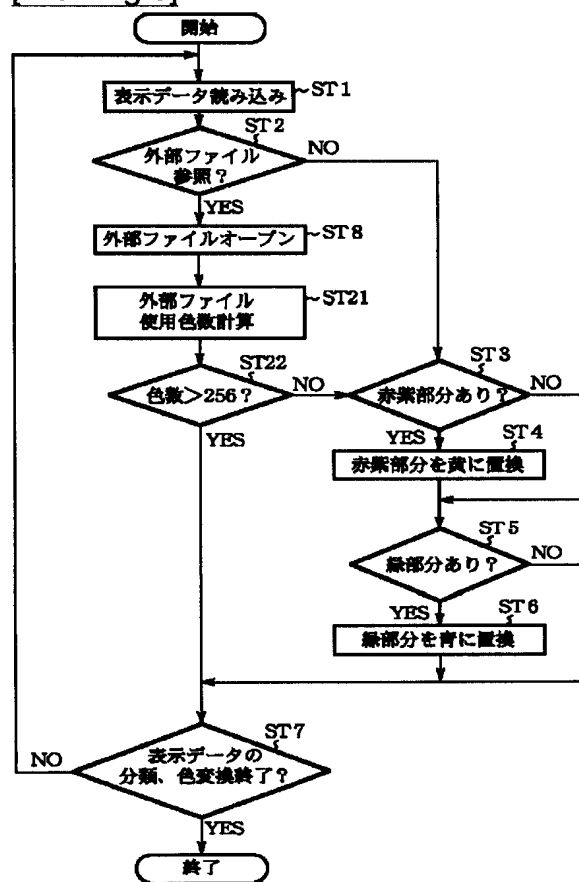 開始
表示データ読み込み
ST1
ST2
外部ファイル
参照?
NO
YES
外部ファイルオープン
ST8
外部ファイル
使用色数計算
ST21
ST22
色数>256?
NO
YES
ST3
赤紫部分あり?
NO
YES
ST4
赤紫部分を黄に置換
ST5
緑部分あり?
NO
YES
ST6
緑部分を青に置換
ST7
表示データの
分類、色変換終了?
NO
YES
終了